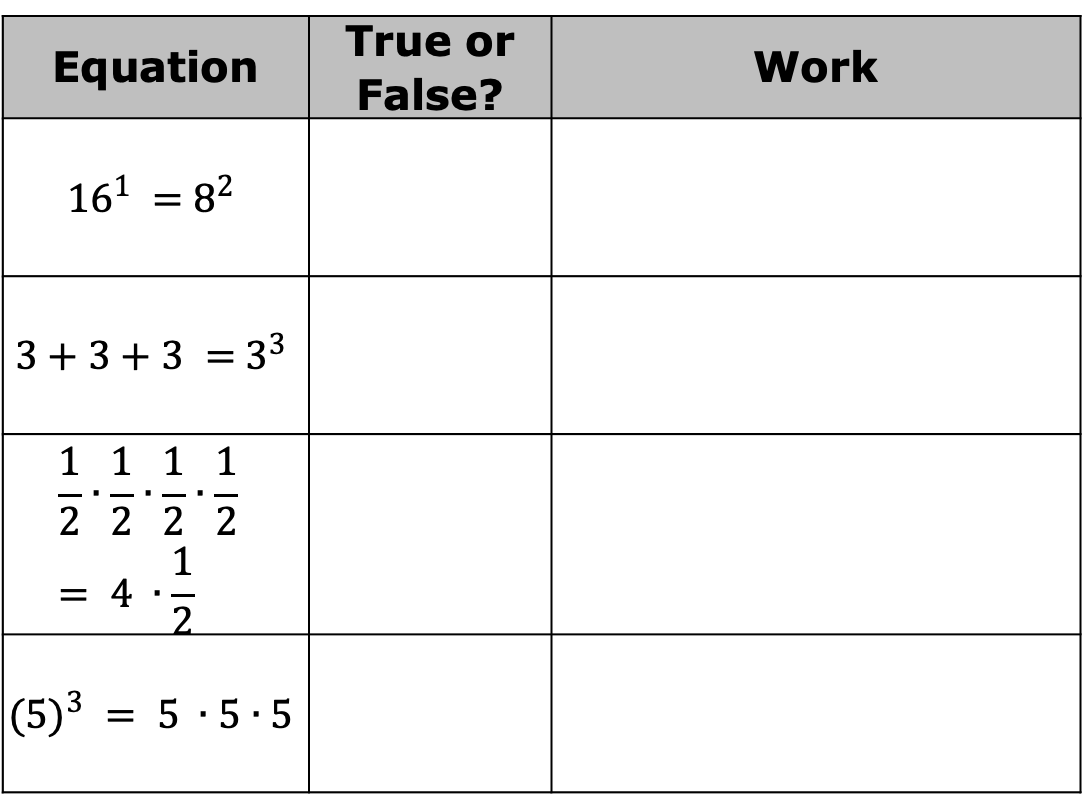 Equation
True or
False?
Work
16¹ = 8²
3 + 3 + 3 = 3³
1/2 · 1/2 · 1/2 · 1/2
= 4 · 1/2
(5)³ = 5 · 5 · 5